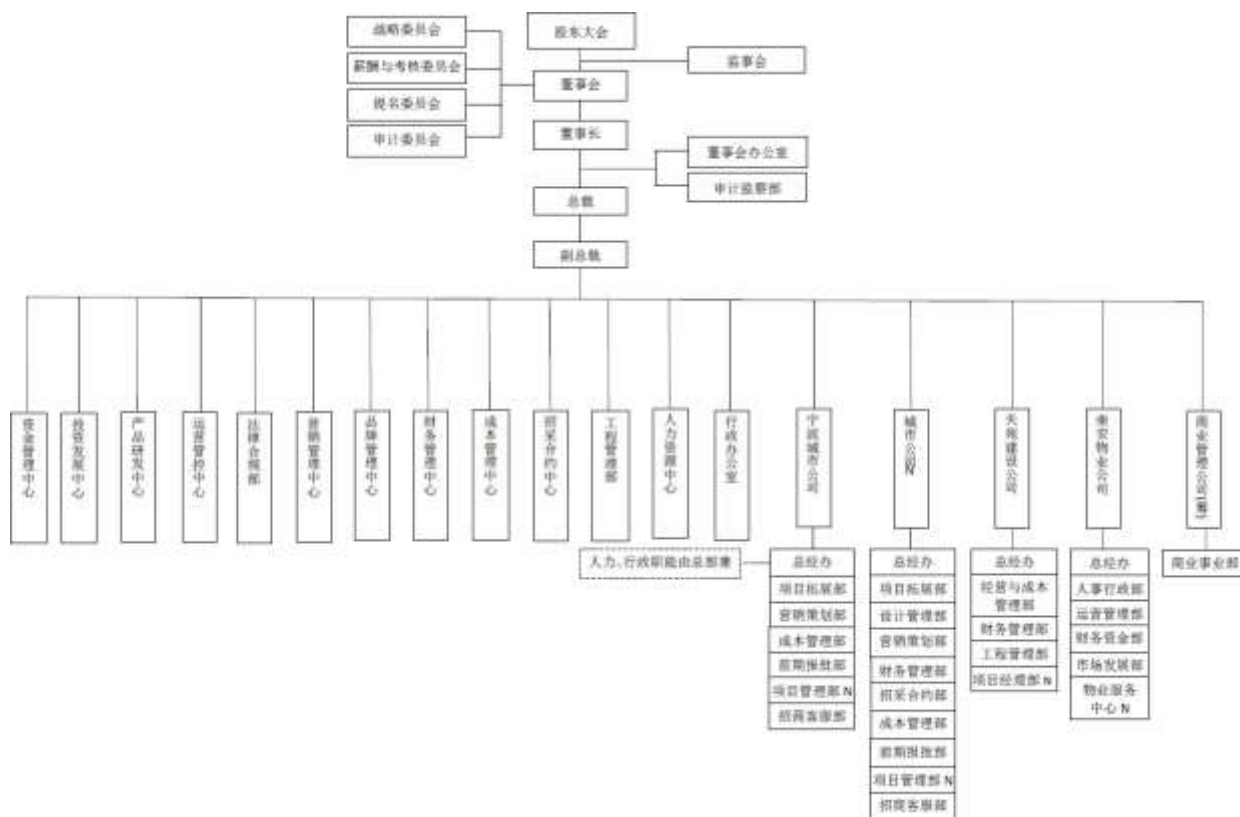 战略委员会
股东大会
薪酬与考核委员会
监事会
董事会
提名委员会
审计委员会
董事长
董事会办公室
审计监察部
总裁
副总裁
资金管理中心
投资发展中心
产品研发中心
运营管控中心
法律合规部
营销管理中心
品牌管理中心
财务管理中心
成本管理中心
招采合约中心
工程管理部
人力资源中心
行政办公室
宁波城市公司
城市公司N
天苑建设公司
秦安物业公司
商业管理公司(筹)
人力、行政职能由总部兼
总经办
项目拓展部
营销策划部
成本管理部
前期报批部
项目管理部 N
招商客服部
总经办
项目拓展部
设计管理部
营销策划部
财务管理部
招采合约部
成本管理部
前期报批部
项目管理部 N
招商客服部
总经办
经营与成本
管理部
财务管理部
工程管理部
项目经理部 N
总经办
人事行政部
运营管理部
财务资金部
市场发展部
物业服务
中心 N
商业事业部